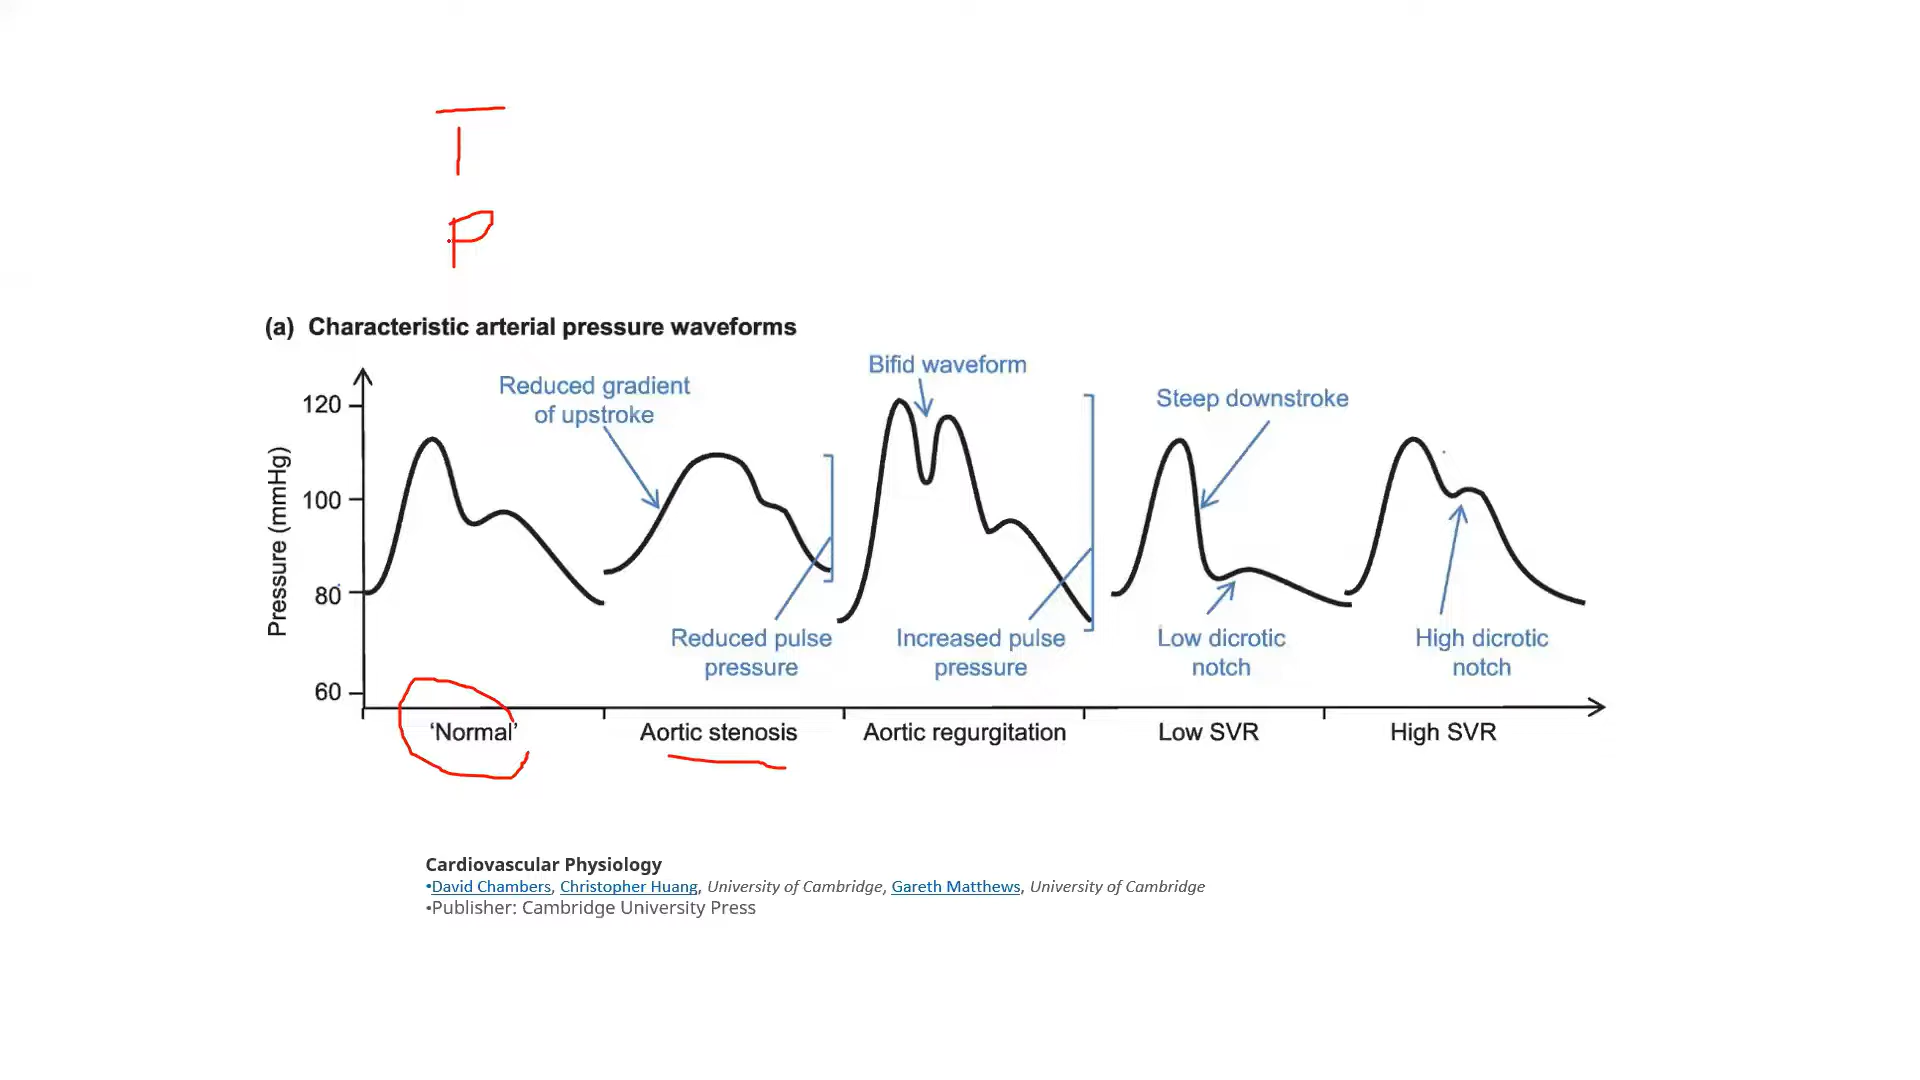 T
P
(a) Characteristic arterial pressure waveforms
Bifid waveform
Reduced gradient
of upstroke
Steep downstroke
120
100
80
60
Pressure (mmHg)
Reduced pulse
pressure
Increased pulse
pressure
Low dicrotic
notch
High dicrotic
notch
‘Normal’
Aortic stenosis
Aortic regurgitation
Low SVR
High SVR
Cardiovascular Physiology
•David Chambers, Christopher Huang, University of Cambridge, Gareth Matthews, University of Cambridge
•Publisher: Cambridge University Press